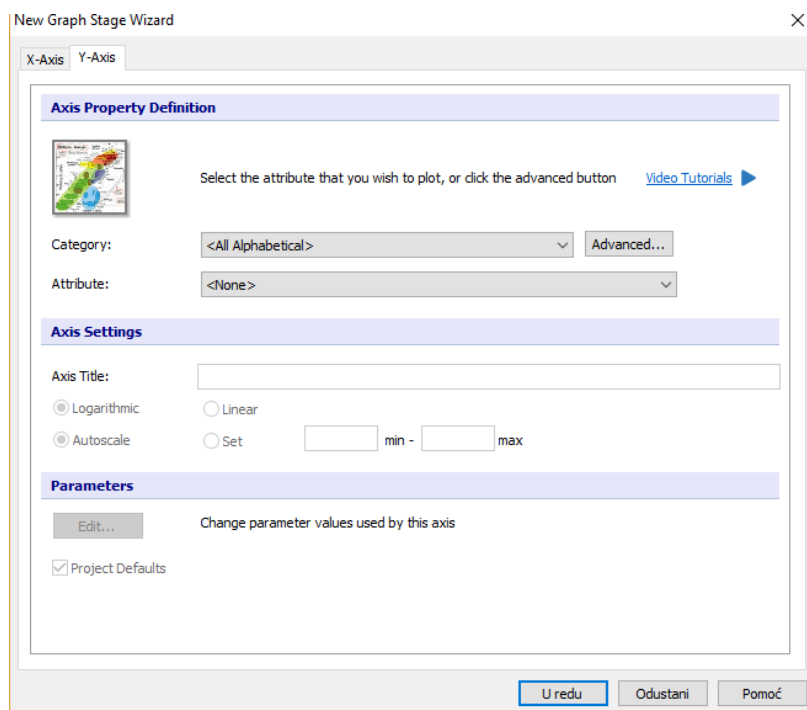 New Graph Stage Wizard
X-Axis Y-Axis
Axis Property Definition
Select the attribute that you wish to plot, or click the advanced button Video Tutorials
Category: <All Alphabetical> Advanced...
Attribute: <None>
Axis Settings
Axis Title:
Logarithmic Linear
Autoscale Set min - max
Parameters
Edit... Change parameter values used by this axis
Project Defaults
U redu Odustani Pomoć